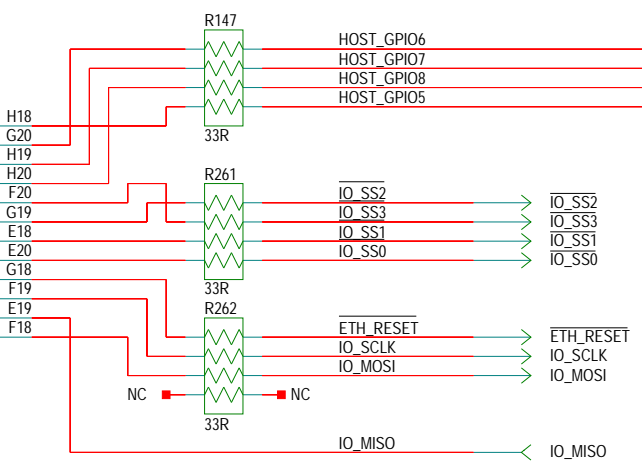 R147
HOST_GPIO6
HOST_GPIO7
HOST_GPIO8
HOST_GPIO5
H18
G20
33R
H19
H20
R261
F20
IO_SS2
IO_SS2
G19
IO_SS3
IO_SS3
E18
IO_SS1
IO_SS1
E20
IO_SS0
IO_SS0
G18
33R
F19
E19
R262
F18
ETH_RESET
ETH_RESET
IO_SCLK
IO_SCLK
IO_MOSI
IO_MOSI
NC
NC
33R
IO_MISO
IO_MISO